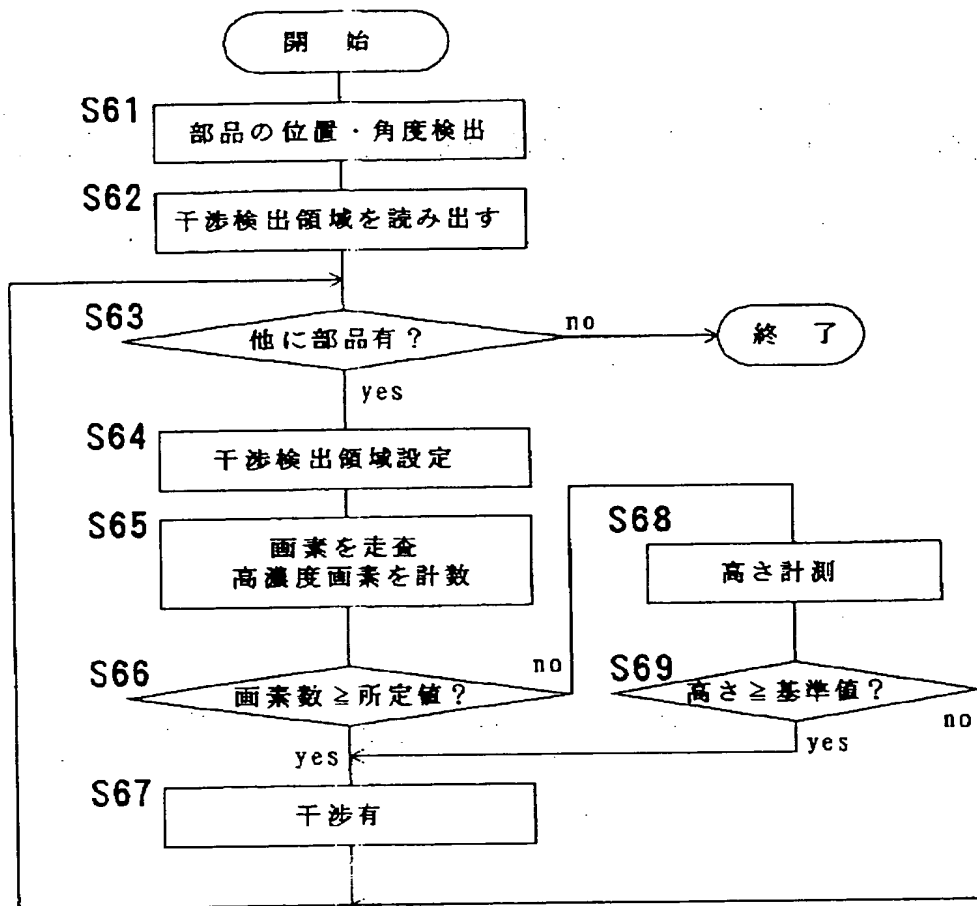 開 始
S61
部品の位置・角度検出
S62
干渉検出領域を読み出す
S63
他に部品有?
no
終 了
yes
S64
干渉検出領域設定
S65
画素を走査
高濃度画素を計数
S68
高さ計測
S66
画素数≧所定値?
no
S69
高さ≧基準値?
no
yes
yes
S67
干渉有